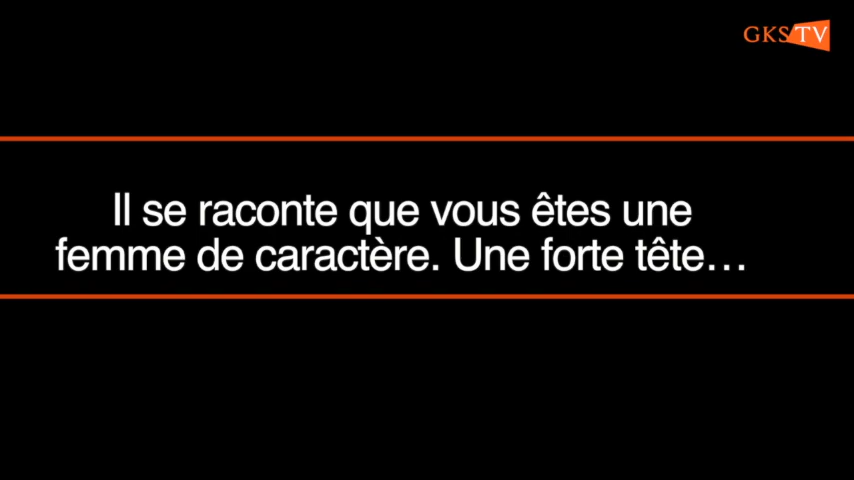 GKS TV
Il se raconte que vous êtes une
femme de caractère. Une forte tête…